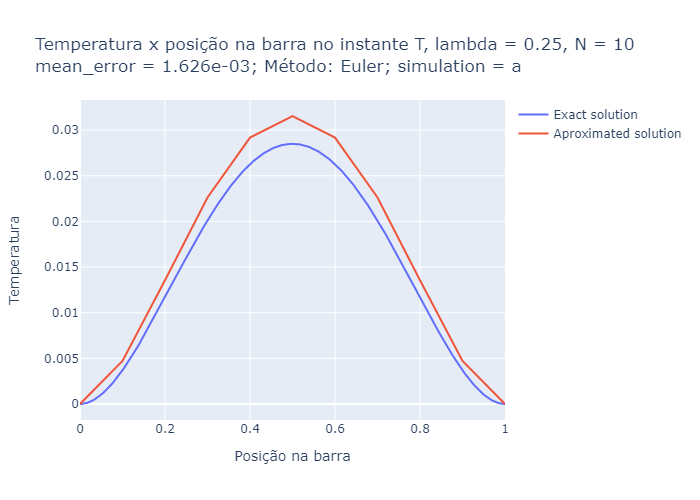 Temperatura x posição na barra no instante T, lambda = 0.25, N = 10
mean_error = 1.626e-03; Método: Euler; simulation = a
Exact solution
Aproximated solution
0.03
0.025
0.02
0.015
0.01
0.005
0
Temperatura
0 0.2 0.4 0.6 0.8 1
Posição na barra